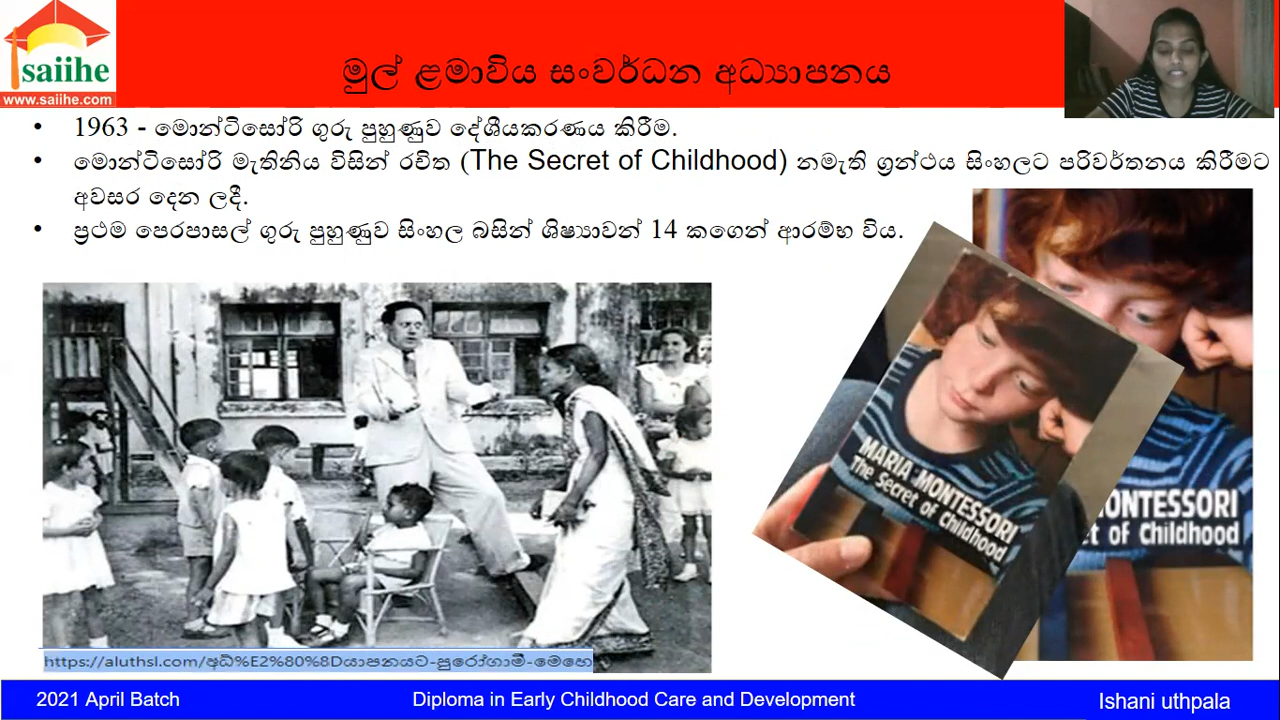 saiihe
www.saiihe.com
මුල් ළමාවිය සංවර්ධන අධ්‍යාපනය
• 1963 - මොන්ටිසෝරි ගුරු පුහුණුව දේශීයකරණය කිරීම.
• මොන්ටිසෝරි මැතිනිය විසින් රචිත (The Secret of Childhood) නමැති ග්‍රන්ථය සිංහලට පරිවර්තනය කිරීමට
අවසර දෙන ලදී.
• ප්‍රථම පෙරපාසල් ගුරු පුහුණුව සිංහල බසින් ශිෂ්‍යාවන් 14 කගෙන් ආරම්භ විය.
MARIA MONTESSORI
The Secret of Childhood
MONTESSORI
et of Childhood
https://aluthsl.com/අධ්%E2%80%8Dයාපනයට-පුරෝගාමී-මෙහෙ
2021 April Batch
Diploma in Early Childhood Care and Development
Ishani uthpala